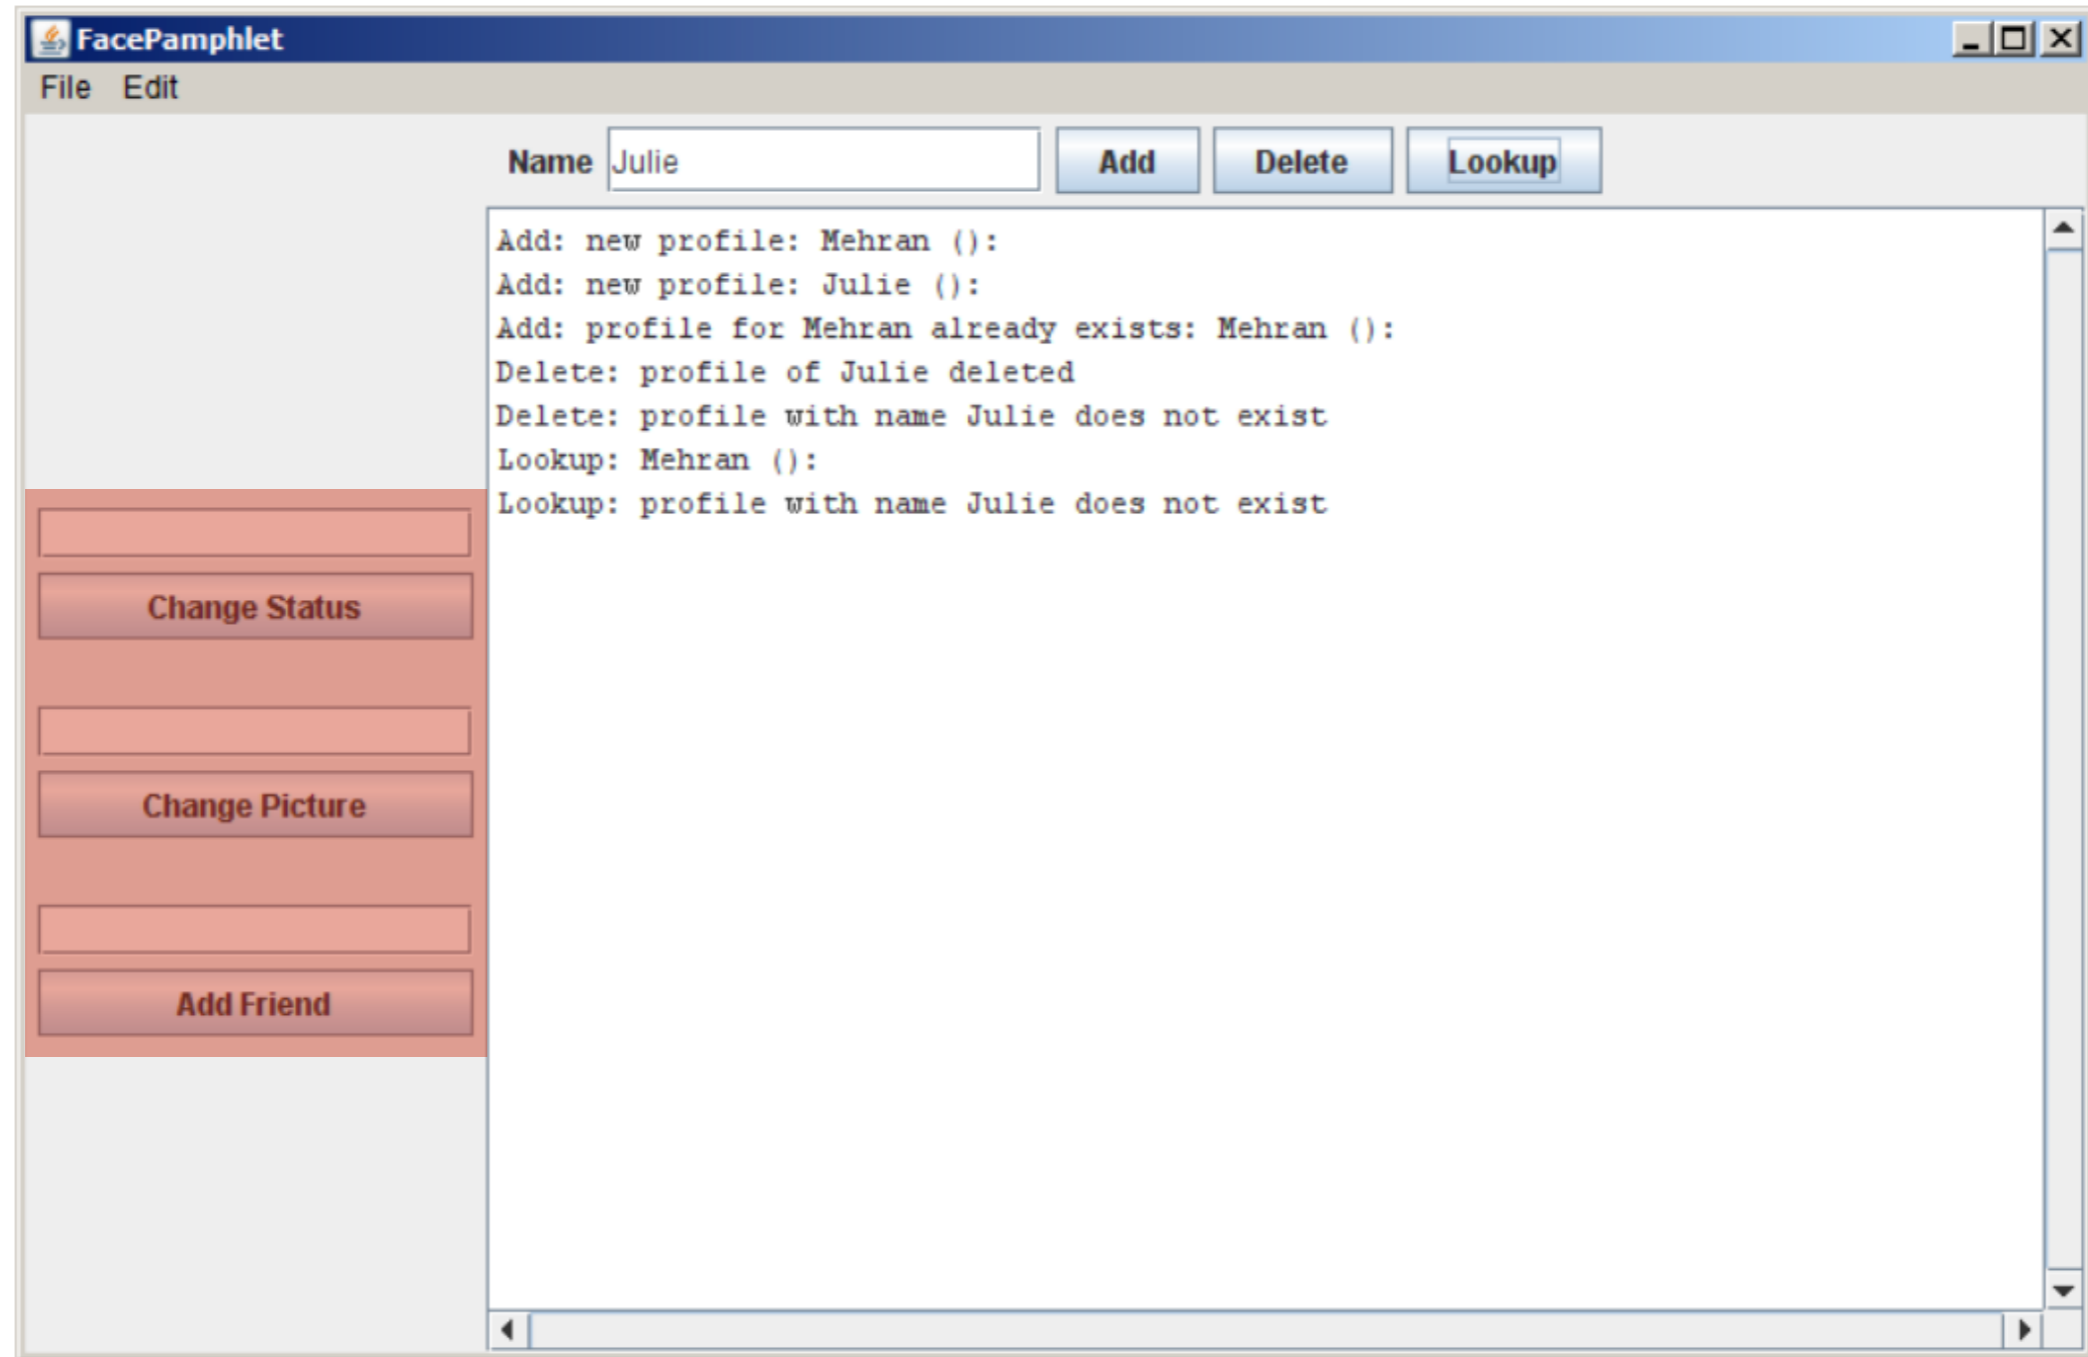 FacePamphlet
File Edit
Name Julie Add Delete Lookup
Add: new profile: Mehran ():
Add: new profile: Julie ():
Add: profile for Mehran already exists: Mehran ():
Delete: profile of Julie deleted
Delete: profile with name Julie does not exist
Lookup: Mehran ():
Lookup: profile with name Julie does not exist
Change Status
Change Picture
Add Friend